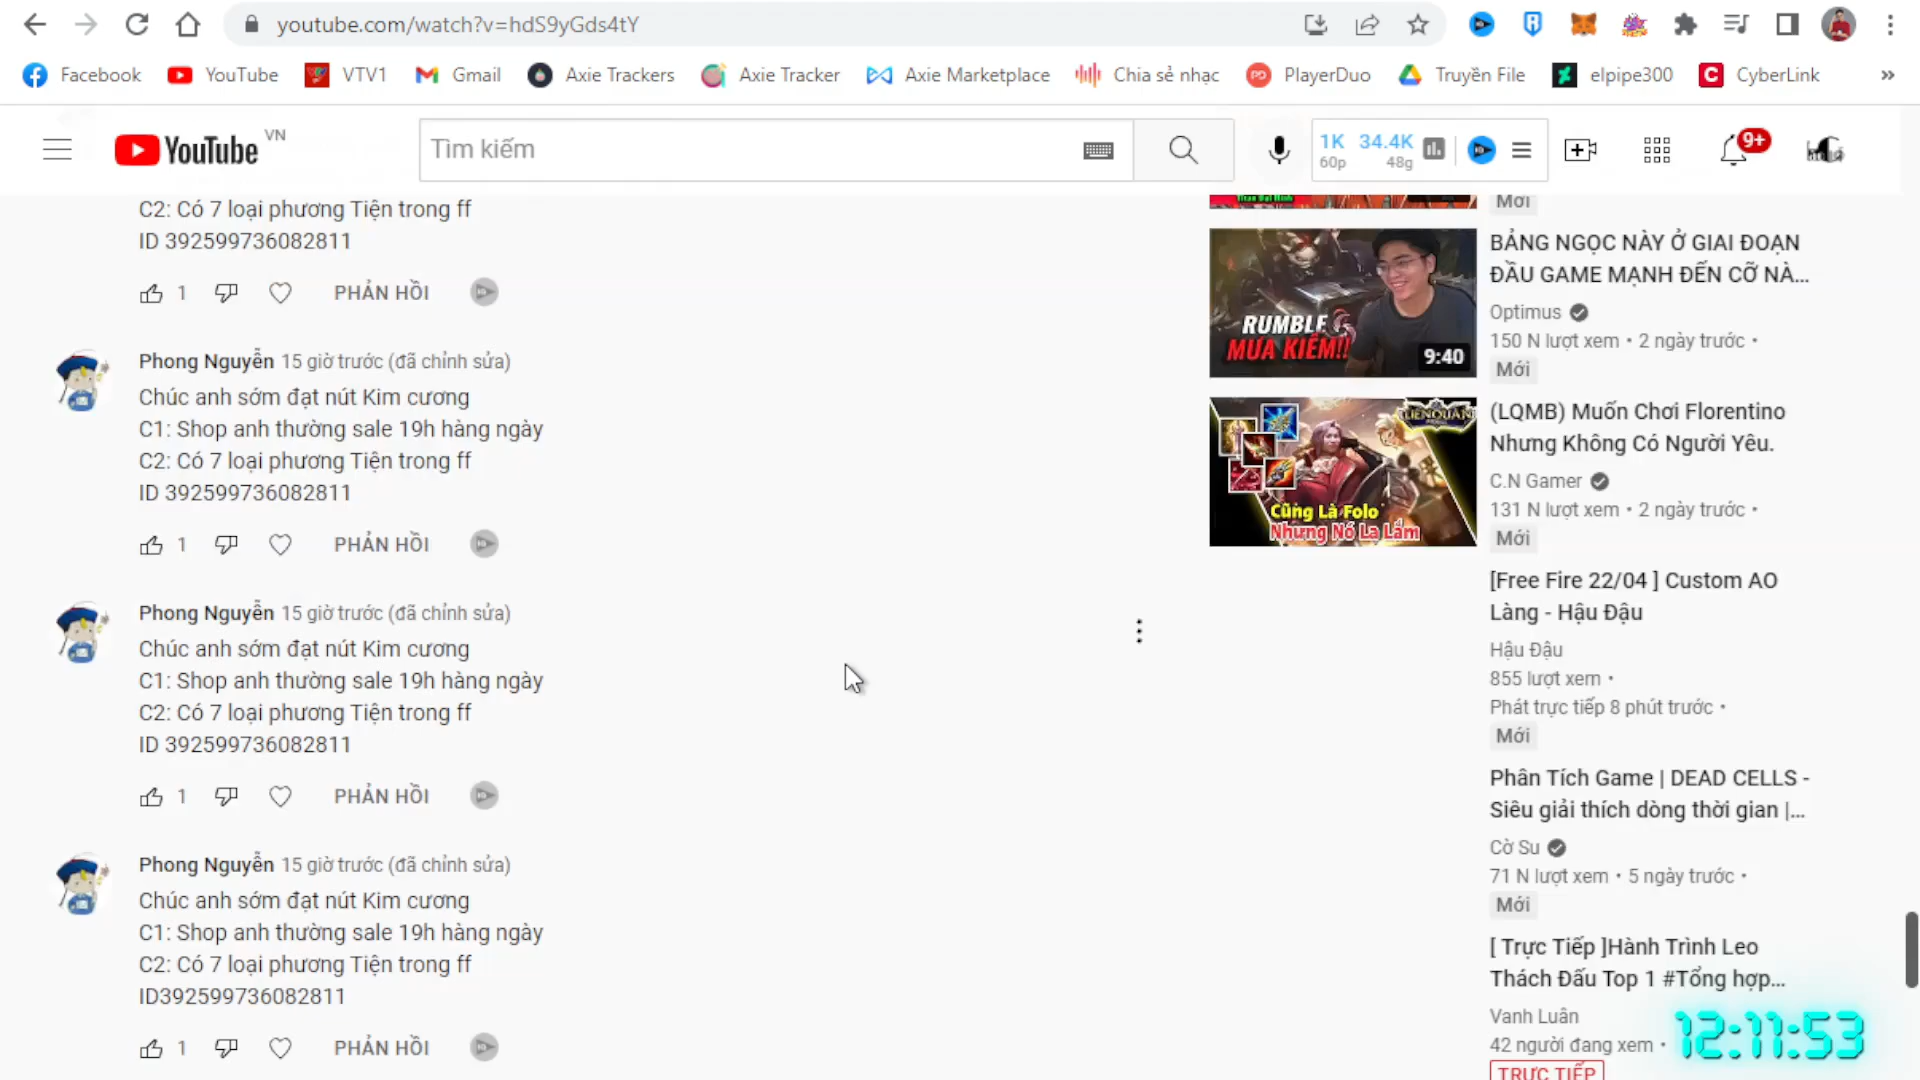 youtube.com/watch?v=hdS9yGds4tY
Facebook YouTube VTV1 Gmail Axie Trackers Axie Tracker Axie Marketplace Chia sẻ nhạc PlayerDuo Truyền File elpipe300 CyberLink »
YouTube VN
Tìm kiếm
1K 34.4K
60p 48g
9+
C2: Có 7 loại phương Tiện trong ff
ID 392599736082811
1 PHẢN HỒI
Phong Nguyễn 15 giờ trước (đã chỉnh sửa)
Chúc anh sớm đạt nút Kim cương
C1: Shop anh thường sale 19h hàng ngày
C2: Có 7 loại phương Tiện trong ff
ID 392599736082811
1 PHẢN HỒI
Phong Nguyễn 15 giờ trước (đã chỉnh sửa)
Chúc anh sớm đạt nút Kim cương
C1: Shop anh thường sale 19h hàng ngày
C2: Có 7 loại phương Tiện trong ff
ID 392599736082811
1 PHẢN HỒI
Phong Nguyễn 15 giờ trước (đã chỉnh sửa)
Chúc anh sớm đạt nút Kim cương
C1: Shop anh thường sale 19h hàng ngày
C2: Có 7 loại phương Tiện trong ff
ID392599736082811
1 PHẢN HỒI
Mới
RUMBLE
MUA KIẾM!!
9:40
BẢNG NGỌC NÀY Ở GIAI ĐOẠN
ĐẦU GAME MẠNH ĐẾN CỠ NÀ...
Optimus
150 N lượt xem • 2 ngày trước •
Mới
LIÊNQUÂN
Cũng Là Folo
Nhưng Nó Lạ Lắm
(LQMB) Muốn Chơi Florentino
Nhưng Không Có Người Yêu.
C.N Gamer
131 N lượt xem • 2 ngày trước •
Mới
[Free Fire 22/04 ] Custom AO
Làng - Hậu Đậu
Hậu Đậu
855 lượt xem •
Phát trực tiếp 8 phút trước •
Mới
Phân Tích Game | DEAD CELLS -
Siêu giải thích dòng thời gian |...
Cờ Su
71 N lượt xem • 5 ngày trước •
Mới
[ Trực Tiếp ]Hành Trình Leo
Thách Đấu Top 1 #Tổng hợp...
Vanh Luân
42 người đang xem •
TRỰC TIẾP
12:11:53